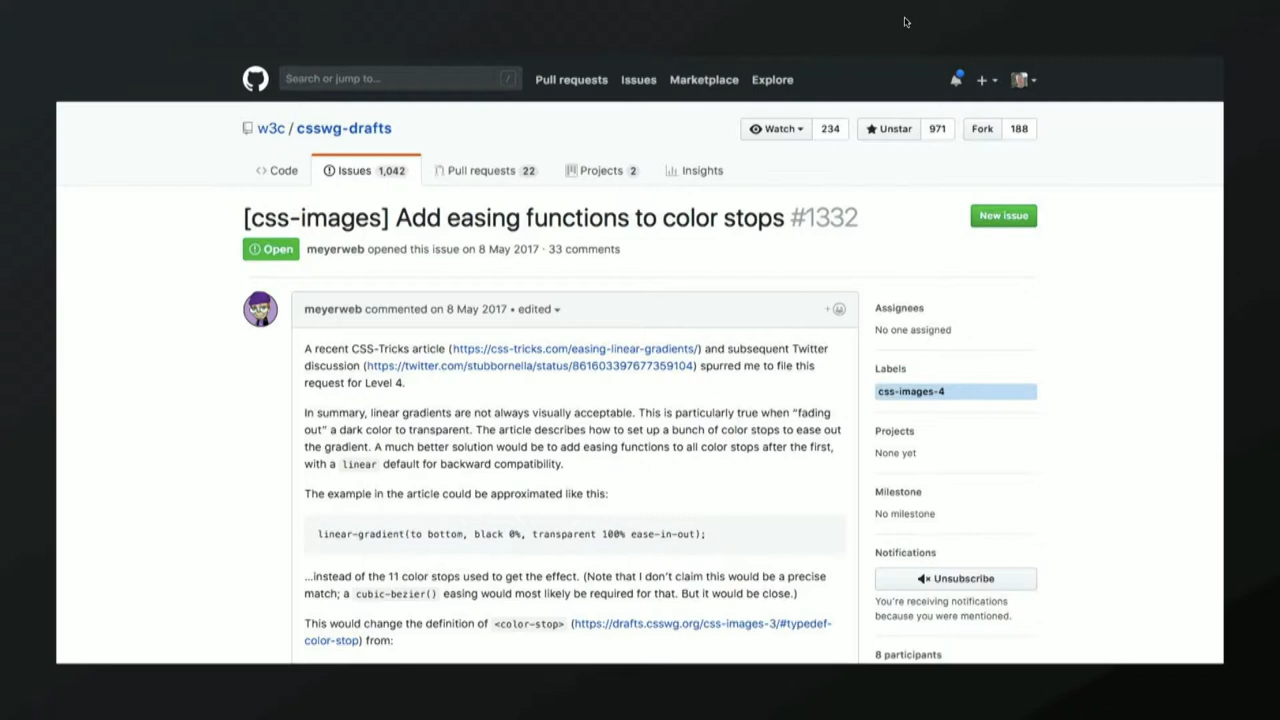 Search or jump to... /
Pull requests Issues Marketplace Explore
w3c / csswg-drafts
Watch 234 Unstar 971 Fork 188
Code Issues 1,042 Pull requests 22 Projects 2 Insights
[css-images] Add easing functions to color stops #1332
New issue
Open meyerweb opened this issue on 8 May 2017 · 33 comments
meyerweb commented on 8 May 2017 • edited
A recent CSS-Tricks article (https://css-tricks.com/easing-linear-gradients/) and subsequent Twitter
discussion (https://twitter.com/stubbornella/status/861603397677359104) spurred me to file this
request for Level 4.
In summary, linear gradients are not always visually acceptable. This is particularly true when “fading
out” a dark color to transparent. The article describes how to set up a bunch of color stops to ease out
the gradient. A much better solution would be to add easing functions to all color stops after the first,
with a linear default for backward compatibility.
The example in the article could be approximated like this:
linear-gradient(to bottom, black 0%, transparent 100% ease-in-out);
...instead of the 11 color stops used to get the effect. (Note that I don’t claim this would be a precise
match; a cubic-bezier() easing would most likely be required for that. But it would be close.)
This would change the definition of <color-stop> (https://drafts.csswg.org/css-images-3/#typedef-
color-stop) from:
Assignees
No one assigned
Labels
css-images-4
Projects
None yet
Milestone
No milestone
Notifications
Unsubscribe
You’re receiving notifications
because you were mentioned.
8 participants